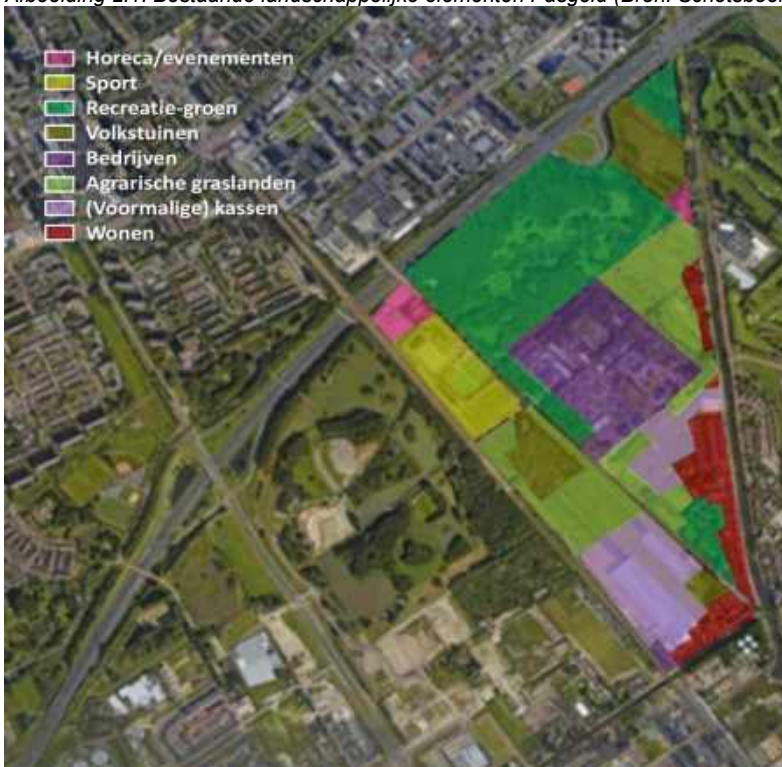 Horeca/evenementen
Sport
Recreatie-groen
Volkstuinen
Bedrijven
Agrarische graslanden
(Voormalige) kassen
Wonen